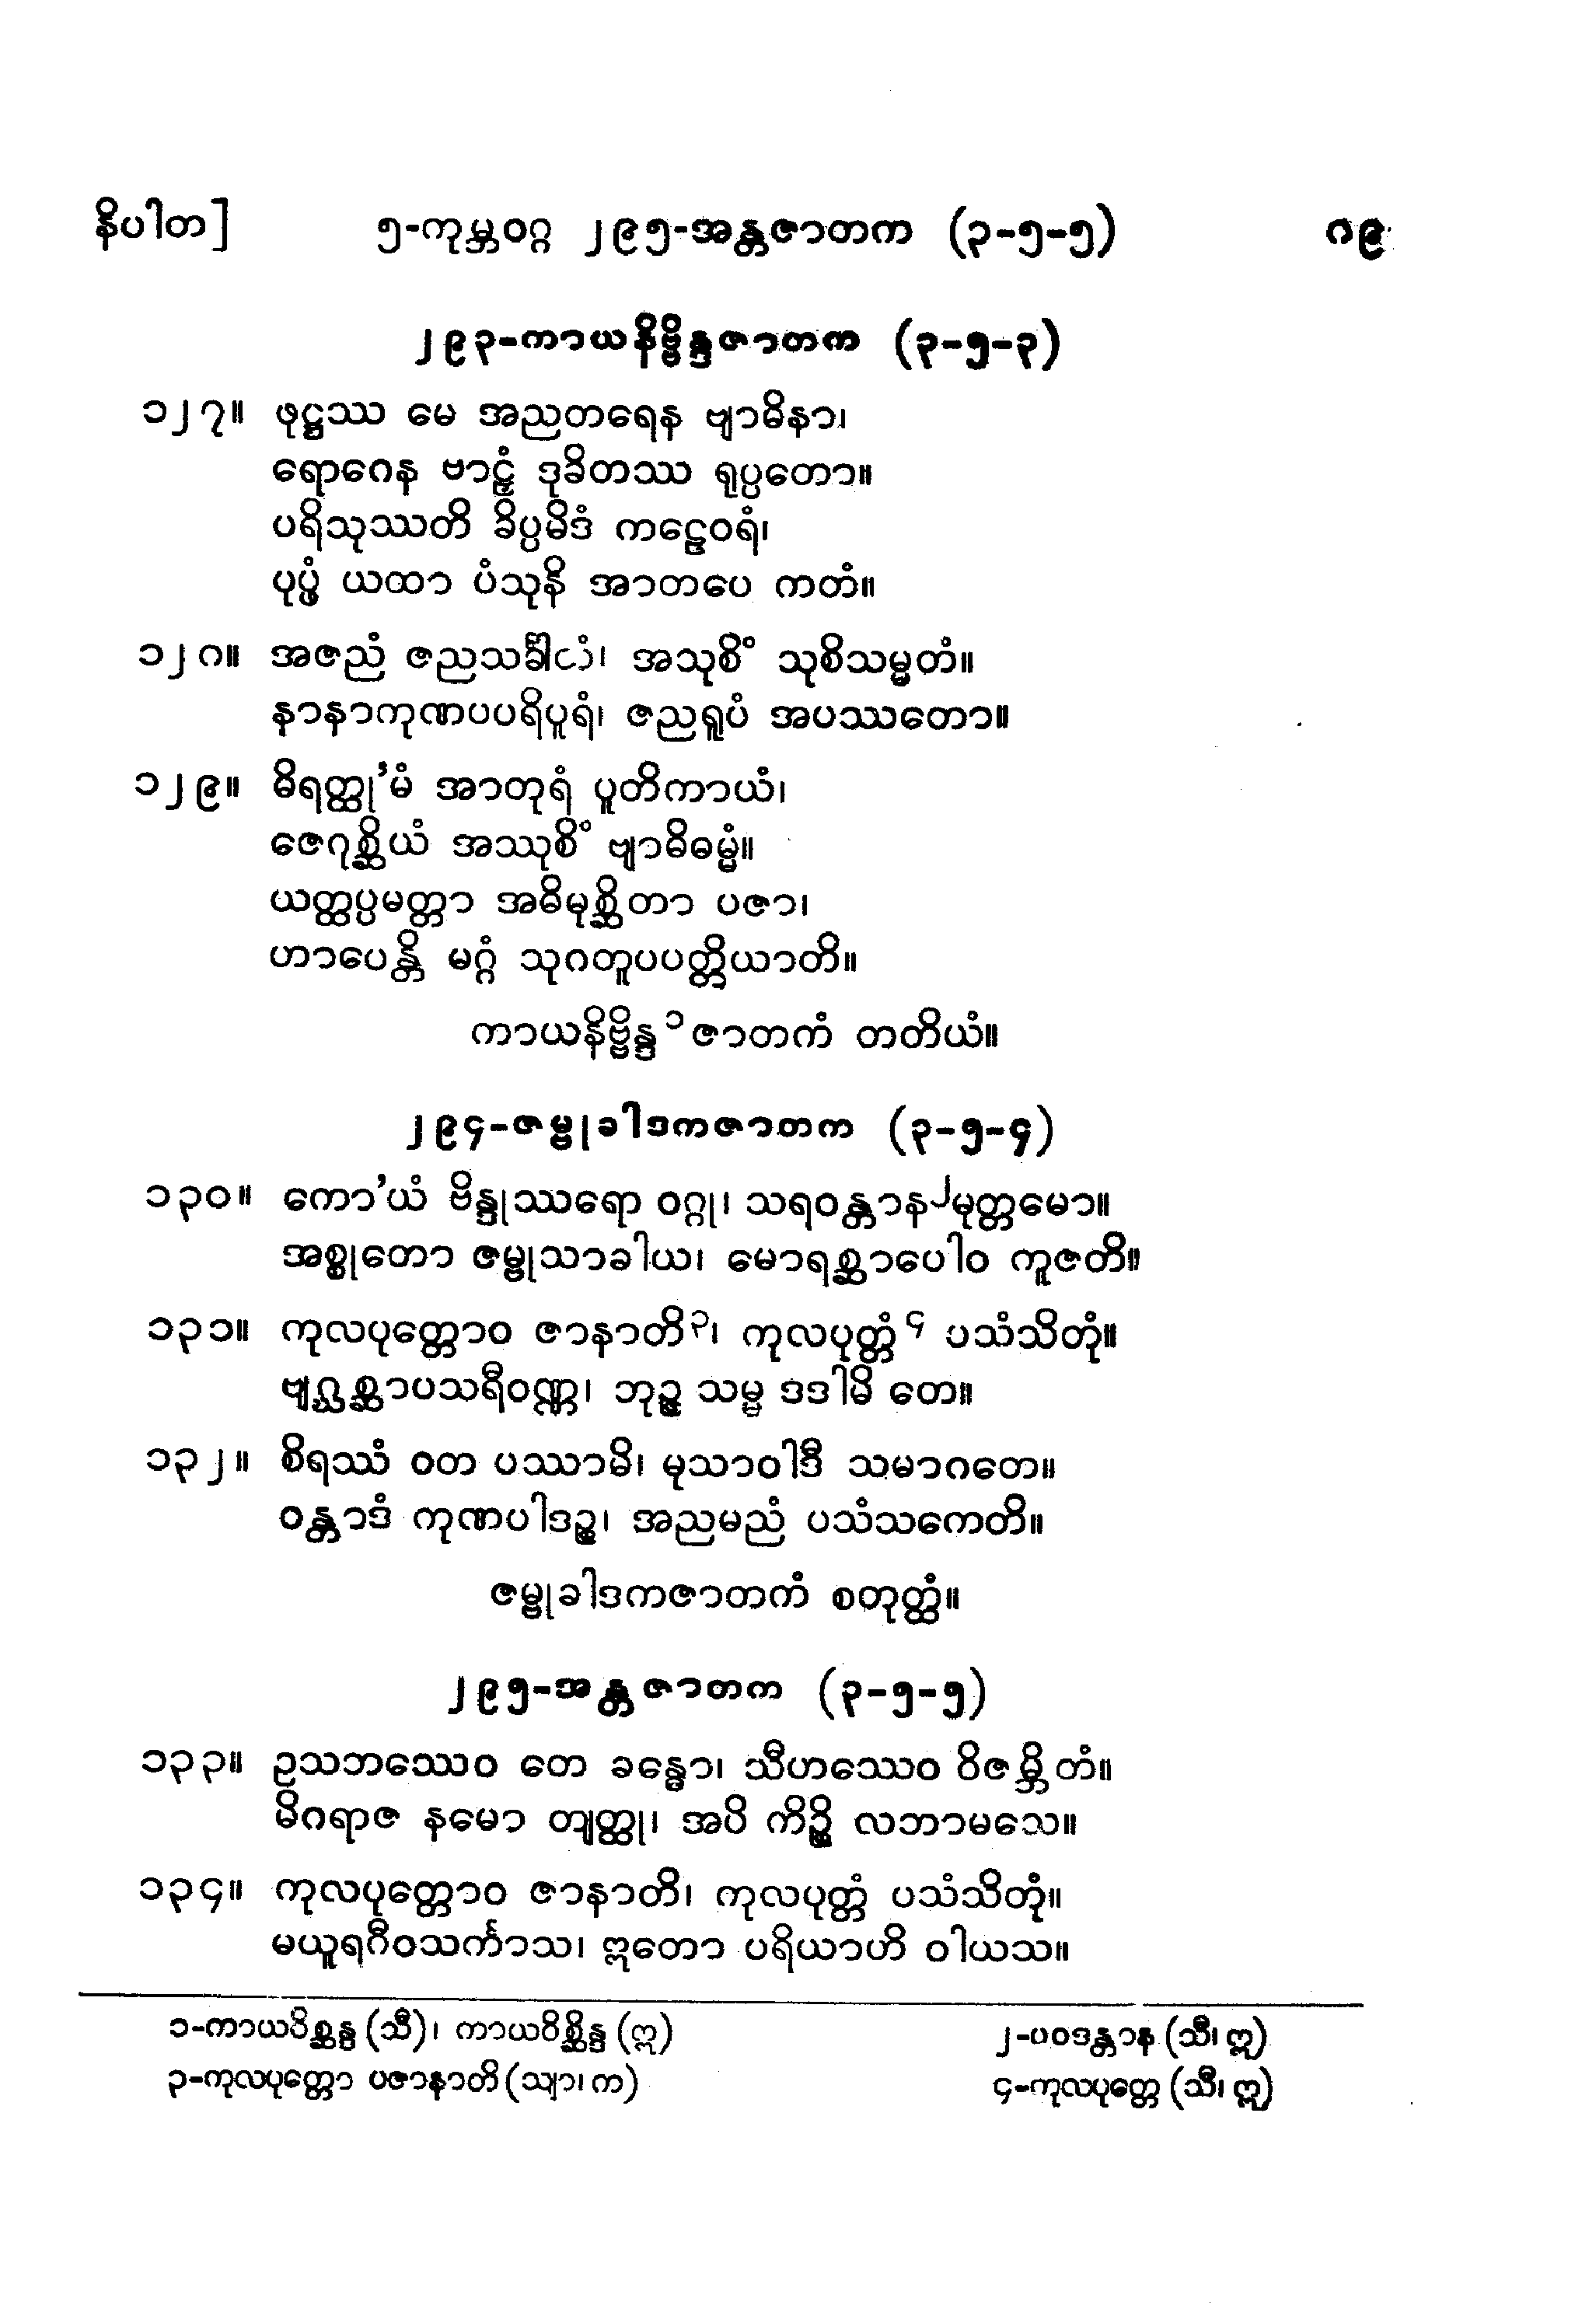 နိပါတ] ၅-ကုမ္ဘဝဂ္ဂ ၂၉၅-အန္တဇာတက (၃-၅-၅) ၈၉
၂၉၃-ကာယနိဗ္ဗိန္ဒဇာတက (၃-၅-၃)
၁၂၇။ ဖုဋ္ဌဿ မေ အညတရေန ဗျာဓိနာ၊
ရောဂေန ဗာဠှံ ဒုခိတဿ ရုပ္ပတော။
ပရိသုဿတိ ခိပ္ပမိဒံ ကဠေဝရံ၊
ပုပ္ဖံ ယထာ ပံသုနိ အာတပေ ကတံ။
၁၂၈။ အဇညံ ဇညသင်္ခါတံ၊ အသုစိံ သုစိသမ္မတံ။
နာနာကုဏပပရိပူရံ၊ ဇညရူပံ အပဿတော။
၁၂၉။ ဓိရတ္ထု’မံ အာတုရံ ပူတိကာယံ၊
ဇေဂုစ္ဆိယံ အဿုစိံ ဗျာဓိဓမ္မံ။
ယတ္ထပ္ပမတ္တာ အဓိမုစ္ဆိတာ ပဇာ၊
ဟာပေန္တိ မဂ္ဂံ သုဂတူပပတ္တိယာတိ။
ကာယနိဗ္ဗိန္ဒ၁ဇာတကံ တတိယံ။
၂၉၄-ဇမ္ဗုခါဒကဇာတက (၃-၅-၄)
၁၃၀။ ကော’ယံ ဗိန္ဒုဿရော ဝဂ္ဂု၊ သရဝန္တာန၂မုတ္တမော။
အစ္စုတော ဇမ္ဗုသာခါယ၊ မောရစ္ဆာပေါဝ ကူဇတိ။
၁၃၁။ ကုလပုတ္တောဝ ဇာနာတိ၃၊ ကုလပုတ္တံ၄ ပသံသိတုံ။
ဗျဂ္ဃစ္ဆာပသရီဝဏ္ဏ၊ ဘုဉ္ဇ သမ္မ ဒဒါမိ တေ။
၁၃၂။ စိရဿံ ဝတ ပဿာမိ၊ မုသာဝါဒီ သမာဂတေ။
ဝန္တာဒံ ကုဏပါဒဉ္စ၊ အညမညံ ပသံသကေတိ။
ဇမ္ဗုခါဒကဇာတကံ စတုတ္ထံ။
၂၉၅-အန္တဇာတက (၃-၅-၅)
၁၃၃။ ဥသဘဿေဝ တေ ခန္ဓော၊ သီဟဿေဝ ဝိဇမ္ဘိတံ။
မိဂရာဇ နမော တျတ္ထု၊ အပိ ကိဉ္စိ လဘာမသေ။
၁၃၄။ ကုလပုတ္တောဝ ဇာနာတိ၊ ကုလပုတ္တံ ပသံသိတုံ။
မယူရဂီဝသင်္ကာသ၊ ဣတော ပရိယာဟိ ဝါယသ။
၁-ကာယဝိစ္ဆန္ဒ (သီ)၊ ကာယဝိစ္ဆိန္ဒ (ဣ) ၂-ပဝဒန္တာန (သီ၊ ဣ)
၃-ကုလပုတ္တော ပဇာနာတိ (သျာ၊ က) ၄-ကုလပုတ္တေ (သီ၊ ဣ)